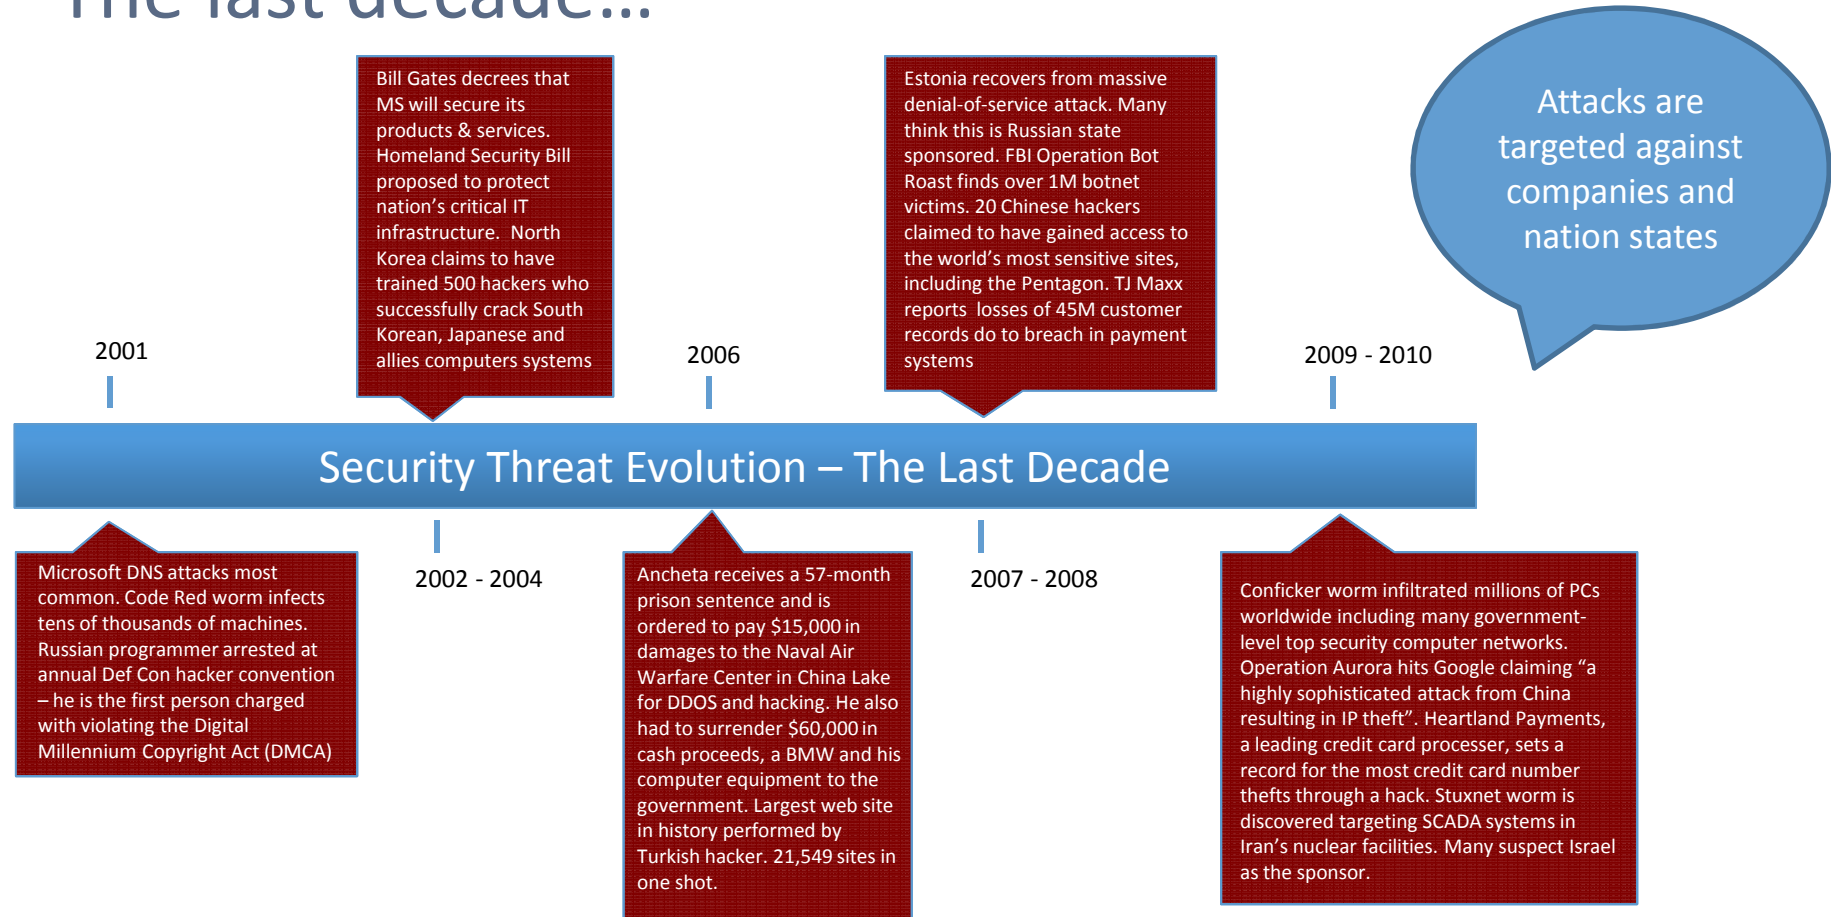 The last decade…
Bill Gates decrees that
MS will secure its
products & services.
Homeland Security Bill
proposed to protect
nation’s critical IT
infrastructure.  North
Korea claims to have
trained 500 hackers who
successfully crack South
Korean, Japanese and
allies computers systems
Estonia recovers from massive
denial-of-service attack. Many
think this is Russian state
sponsored. FBI Operation Bot
Roast finds over 1M botnet
victims. 20 Chinese hackers
claimed to have gained access to
the world’s most sensitive sites,
including the Pentagon. TJ Maxx
reports  losses of 45M customer
records do to breach in payment
systems
Attacks are
targeted against
companies and
nation states
2001
2006
2009 - 2010
Security Threat Evolution – The Last Decade
Microsoft DNS attacks most
common. Code Red worm infects
tens of thousands of machines.
Russian programmer arrested at
annual Def Con hacker convention
– he is the first person charged
with violating the Digital
Millennium Copyright Act (DMCA)
2002 - 2004
Ancheta receives a 57-month
prison sentence and is
ordered to pay $15,000 in
damages to the Naval Air
Warfare Center in China Lake
for DDOS and hacking. He also
had to surrender $60,000 in
cash proceeds, a BMW and his
computer equipment to the
government. Largest web site
in history performed by
Turkish hacker. 21,549 sites in
one shot.
2007 - 2008
Conficker worm infiltrated millions of PCs
worldwide including many government-
level top security computer networks.
Operation Aurora hits Google claiming “a
highly sophisticated attack from China
resulting in IP theft”. Heartland Payments,
a leading credit card processer, sets a
record for the most credit card number
thefts through a hack. Stuxnet worm is
discovered targeting SCADA systems in
Iran’s nuclear facilities. Many suspect Israel
as the sponsor.